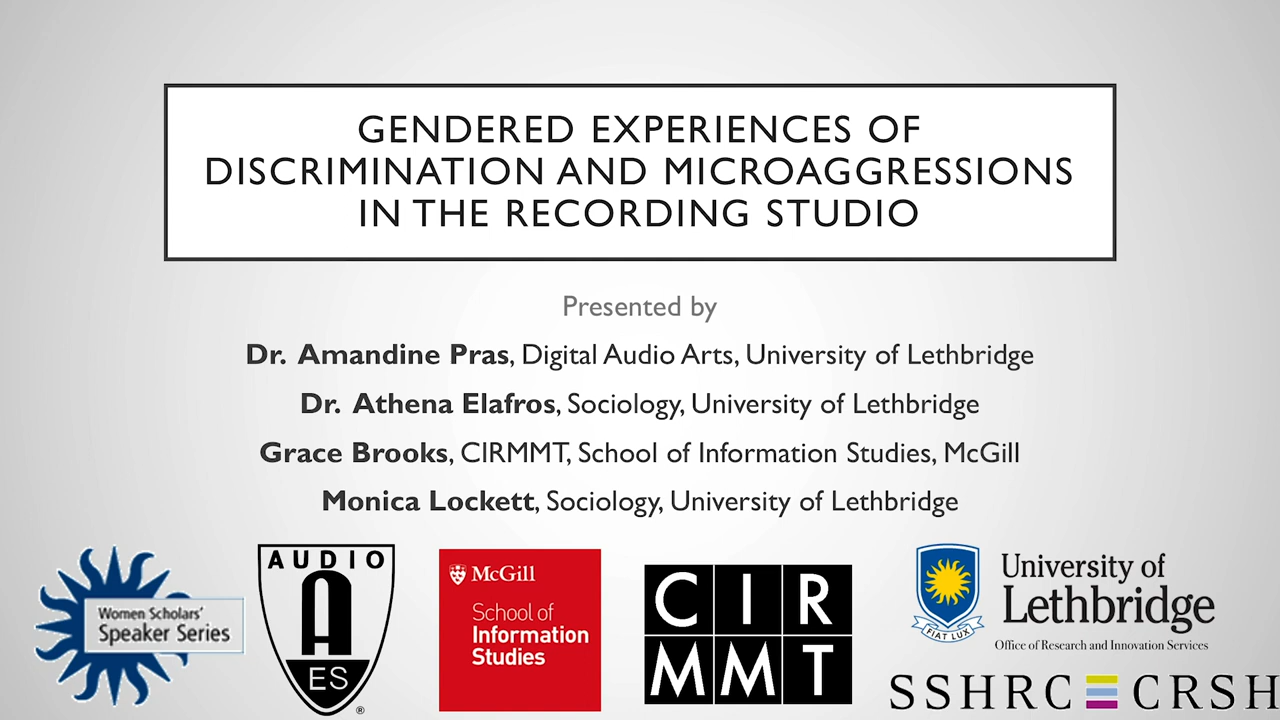 GENDERED EXPERIENCES OF
DISCRIMINATION AND MICROAGGRESSIONS
IN THE RECORDING STUDIO
Presented by
Dr. Amandine Pras, Digital Audio Arts, University of Lethbridge
Dr. Athena Elafros, Sociology, University of Lethbridge
Grace Brooks, CIRMMT, School of Information Studies, McGill
Monica Lockett, Sociology, University of Lethbridge
Women Scholars'
Speaker Series
AUDIO
A
ES
®
McGill
School of
Information
Studies
CIR
MMT
FIAT LUX
University of
Lethbridge
Office of Research and Innovation Services
SSHRC CRSH